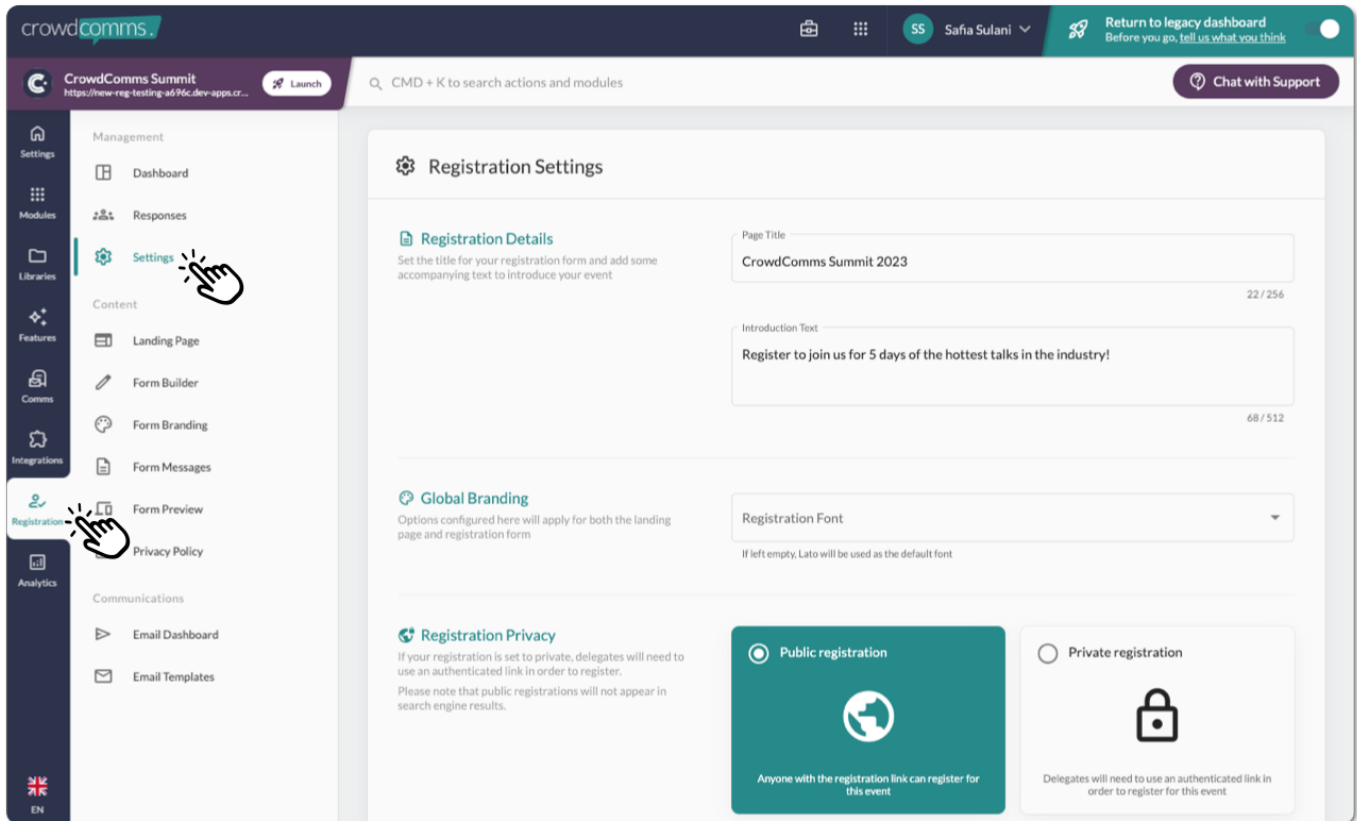 crowdcomms.
SS
Safia Sulani
Return to legacy dashboard
Before you go, tell us what you think
CrowdComms Summit
https://new-reg-testing-a696c.dev-apps.cr...
Launch
CMD + K to search actions and modules
Chat with Support
Settings
Modules
Libraries
Features
Comms
Integrations
Registration
Analytics
EN
Management
Dashboard
Responses
Settings
Content
Landing Page
Form Builder
Form Branding
Form Messages
Form Preview
Privacy Policy
Communications
Email Dashboard
Email Templates
Registration Settings
Registration Details
Set the title for your registration form and add some
accompanying text to introduce your event
Page Title
CrowdComms Summit 2023
22 / 256
Introduction Text
Register to join us for 5 days of the hottest talks in the industry!
68 / 512
Global Branding
Options configured here will apply for both the landing
page and registration form
Registration Font
If left empty, Lato will be used as the default font
Registration Privacy
If your registration is set to private, delegates will need to
use an authenticated link in order to register.
Please note that public registrations will not appear in
search engine results.
Public registration
Anyone with the registration link can register for
this event
Private registration
Delegates will need to use an authenticated link in
order to register for this event